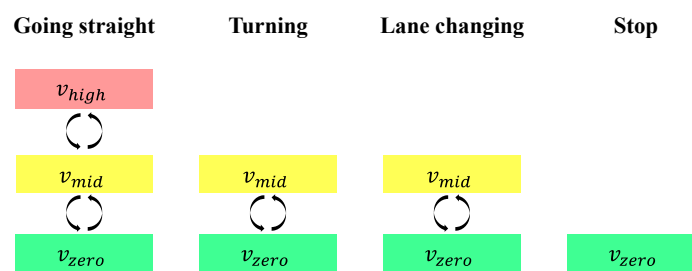 Going straight Turning Lane changing Stop
v_high
v_mid v_mid v_mid
v_zero v_zero v_zero v_zero